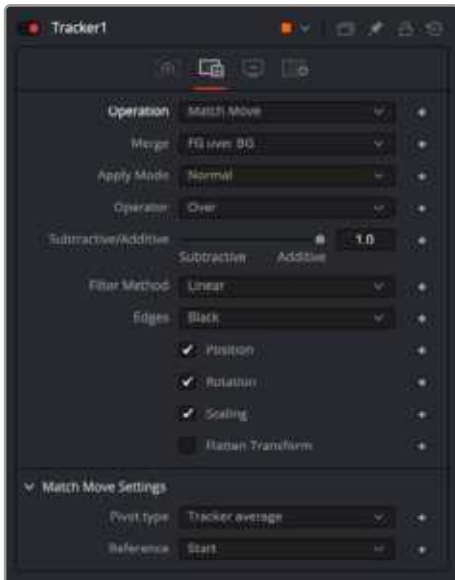 Tracker1
Operation Match Move
Merge FG over BG
Apply Mode Normal
Operator Over
Subtractive/Additive 1.0
Subtractive Additive
Filter Method Linear
Edges Black
Position
Rotation
Scaling
Flatten Transform
Match Move Settings
Pivot type Tracker average
Reference Start